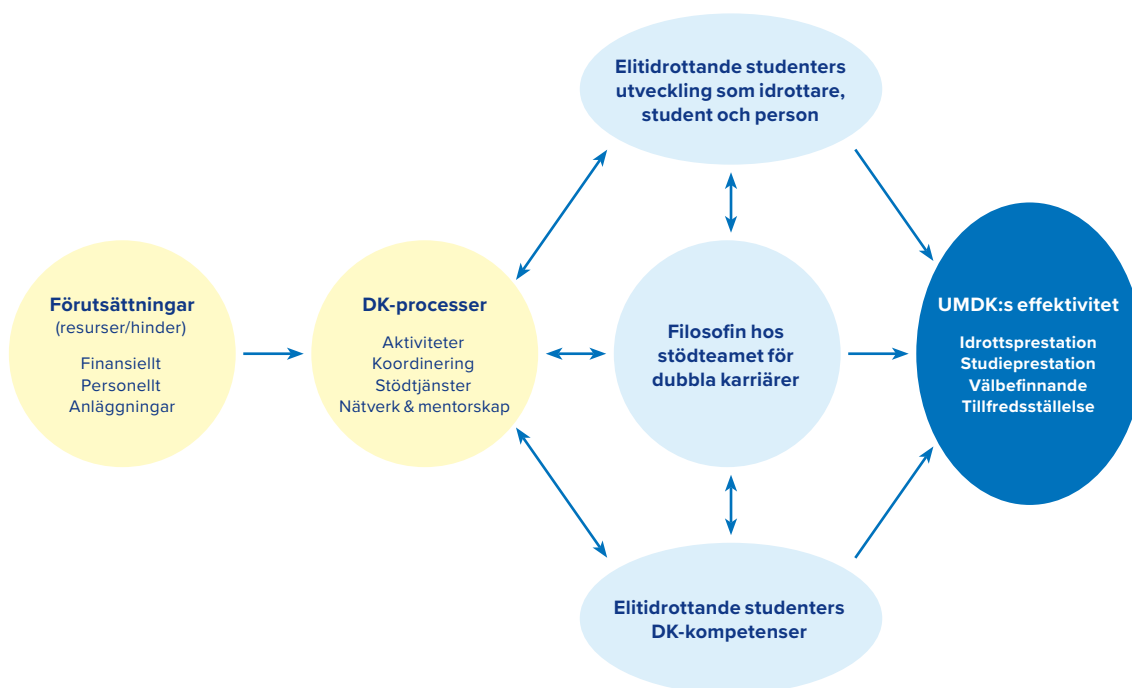 Elitidrottande studenters
utveckling som idrottare,
student och person
Förutsättningar
(resurser/hinder)
Finansiellt
Personellt
Anläggningar
DK-processer
Aktiviteter
Koordinering
Stödtjänster
Nätverk & mentorskap
Filosofin hos
stödteamet för
dubbla karriärer
UMDK:s effektivitet
Idrottsprestation
Studieprestation
Välbefinnande
Tillfredsställelse
Elitidrottande studenters
DK-kompetenser